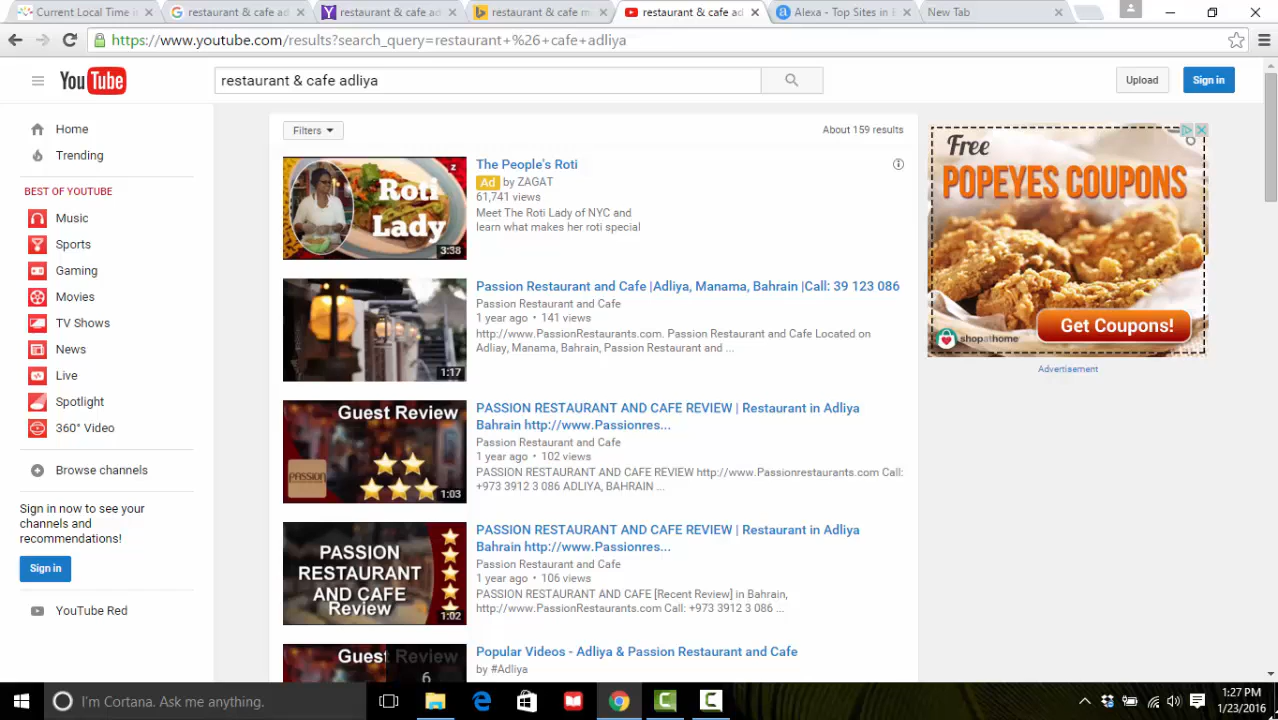 Current Local Time in
restaurant & cafe ad
restaurant & cafe ad
restaurant & cafe
restaurant & cafe ad
Alexa - Top Sites in
New Tab
https://www.youtube.com/results?search_query=restaurant+%26+cafe+adliya
YouTube
restaurant & cafe adliya
Upload
Sign in
Home
Trending
BEST OF YOUTUBE
Music
Sports
Gaming
Movies
TV Shows
News
Live
Spotlight
360° Video
Browse channels
Sign in now to see your
channels and
recommendations!
Sign in
YouTube Red
Filters
About 159 results
z
Roti
Lady
3:38
The People's Roti
Ad by ZAGAT
61,741 views
Meet The Roti Lady of NYC and
learn what makes her roti special
1:17
Passion Restaurant and Cafe |Adliya, Manama, Bahrain |Call: 39 123 086
Passion Restaurant and Cafe
1 year ago • 141 views
http://www.PassionRestaurants.com. Passion Restaurant and Cafe Located on
Adliay, Manama, Bahrain, Passion Restaurant and ...
Guest Review
PASSION
1:03
PASSION RESTAURANT AND CAFE REVIEW | Restaurant in Adliya
Bahrain http://www.Passionres...
Passion Restaurant and Cafe
1 year ago • 102 views
PASSION RESTAURANT AND CAFE REVIEW http://www.Passionrestaurants.com Call:
+973 3912 3 086 ADLIYA, BAHRAIN ...
PASSION
RESTAURANT
AND CAFE
Review
1:02
PASSION RESTAURANT AND CAFE REVIEW | Restaurant in Adliya
Bahrain http://www.Passionres...
Passion Restaurant and Cafe
1 year ago • 106 views
PASSION RESTAURANT AND CAFE [Recent Review] in Bahrain,
http://www.PassionRestaurants.com Call: +973 3912 3 086 ...
Guest Review
6
Popular Videos - Adliya & Passion Restaurant and Cafe
by #Adliya
Free
POPEYES COUPONS
Get Coupons!
shopathome
Advertisement
I'm Cortana. Ask me anything.
1:27 PM
1/23/2016